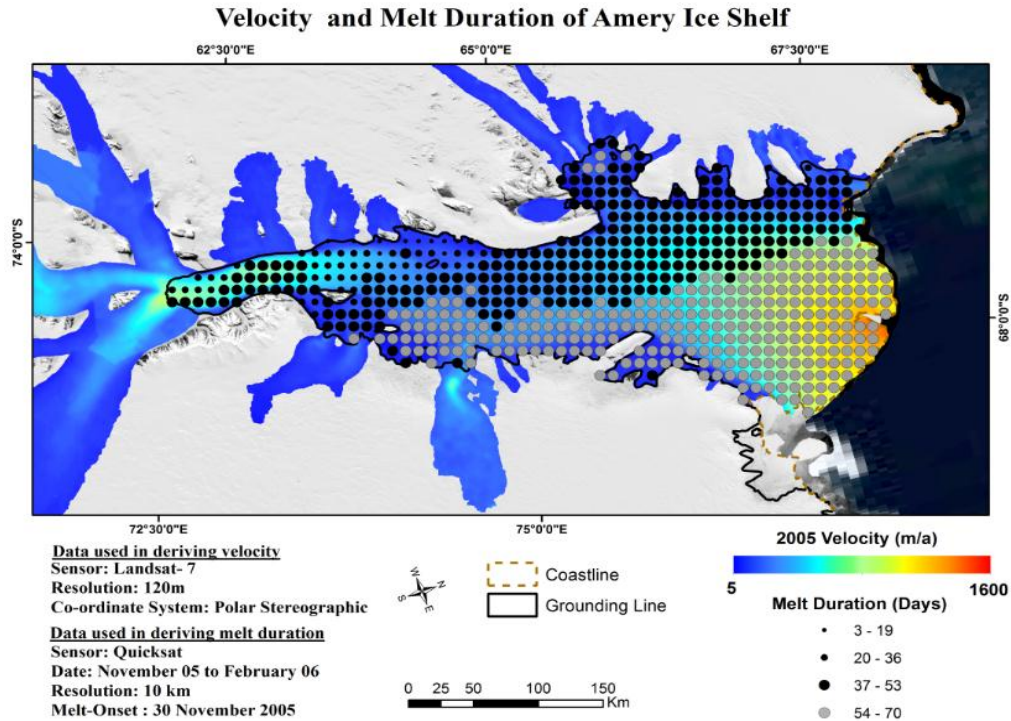 Velocity and Melt Duration of Amery Ice Shelf
62°30'0"E 65°0'0"E 67°30'0"E
74°0'0"S
68°0'0"S
72°30'0"E 75°0'0"E
Data used in deriving velocity
Sensor: Landsat- 7
Resolution: 120m
Co-ordinate System: Polar Stereographic
Data used in deriving melt duration
Sensor: Quicksat
Date: November 05 to February 06
Resolution: 10 km
Melt-Onset : 30 November 2005
N
W
E
S
Coastline
Grounding Line
0 25 50 100 150
Km
2005 Velocity (m/a)
5 1600
Melt Duration (Days)
3 - 19
20 - 36
37 - 53
54 - 70